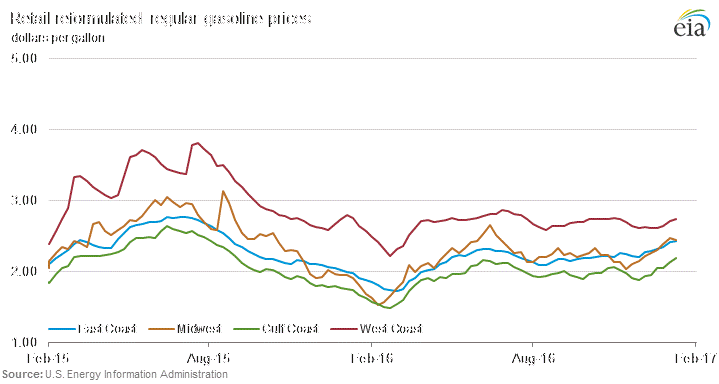 Retail reformulated regular gasoline prices
dollars per gallon
eia
5.00
4.00
3.00
2.00
1.00
East Coast Midwest Gulf Coast West Coast
Feb-15 Aug-15 Feb-16 Aug-16 Feb-17
Source: U.S. Energy Information Administration